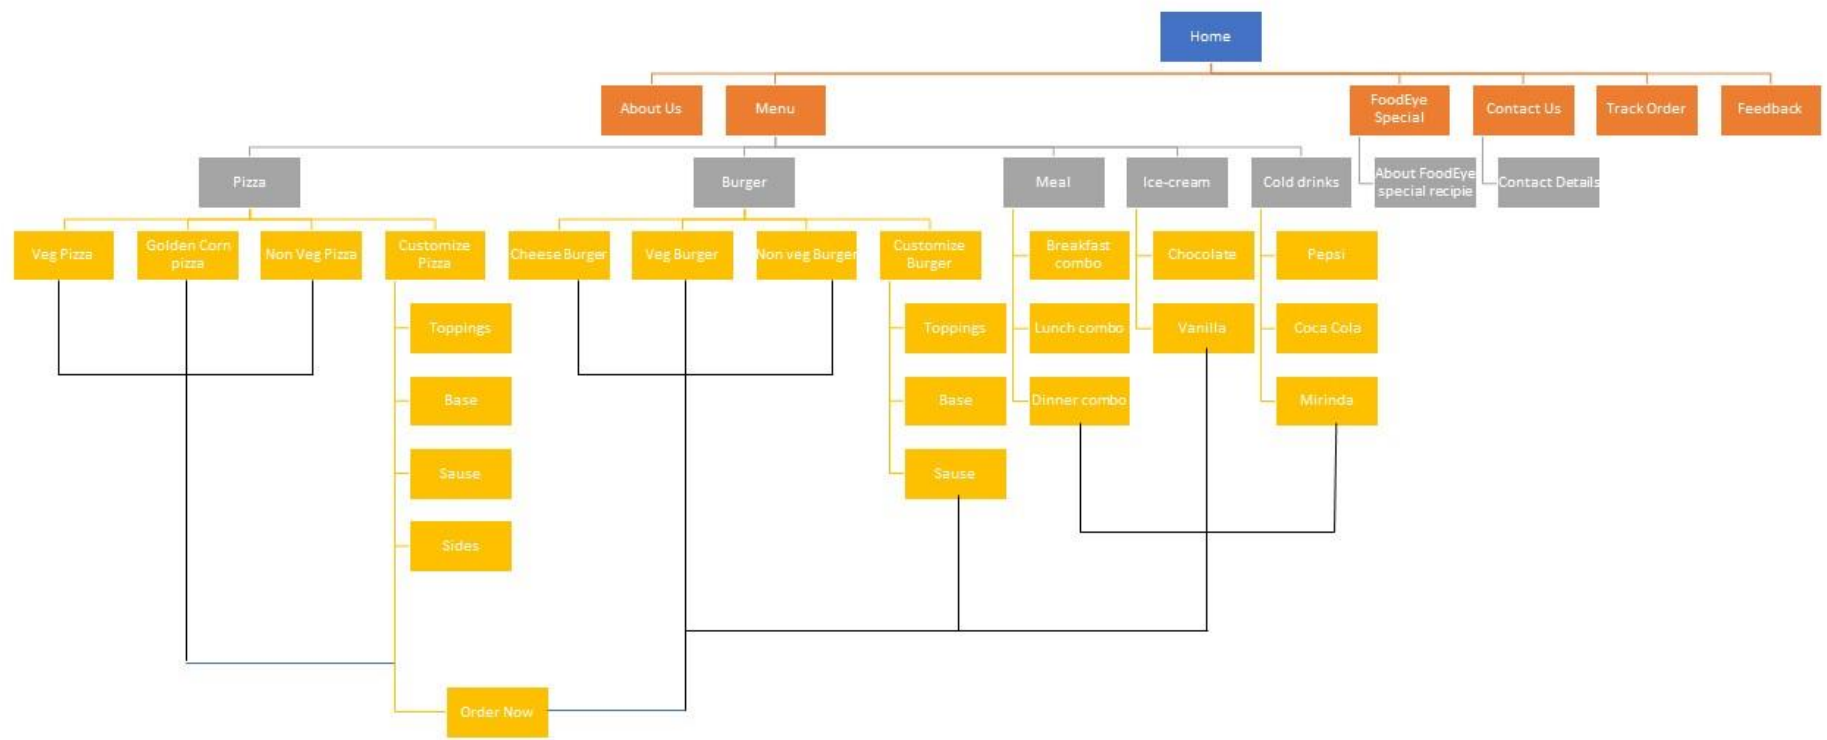 Home
About Us
Menu
FoodEye
Special
Contact Us
Track Order
Feedback
Pizza
Burger
Meal
Ice-cream
Cold drinks
About FoodEye
special recipie
Contact Details
Veg Pizza
Golden Corn
pizza
Non Veg Pizza
Customize
Pizza
Cheese Burger
Veg Burger
Non veg Burger
Customize
Burger
Breakfast
combo
Chocolate
Pepsi
Toppings
Toppings
Lunch combo
Vanilla
Coca Cola
Base
Base
Dinner combo
Mirinda
Sause
Sause
Sides
Order Now